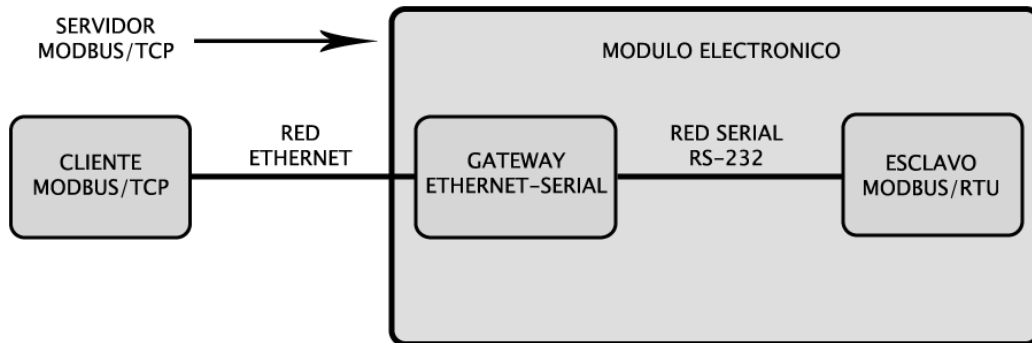 SERVIDOR
MODBUS/TCP
MODULO ELECTRONICO
CLIENTE
MODBUS/TCP
RED
ETHERNET
GATEWAY
ETHERNET-SERIAL
RED SERIAL
RS-232
ESCLAVO
MODBUS/RTU